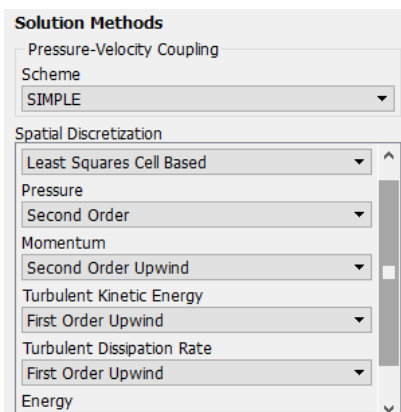 Solution Methods
Pressure-Velocity Coupling
Scheme
SIMPLE
Spatial Discretization
Least Squares Cell Based
Pressure
Second Order
Momentum
Second Order Upwind
Turbulent Kinetic Energy
First Order Upwind
Turbulent Dissipation Rate
First Order Upwind
Energy